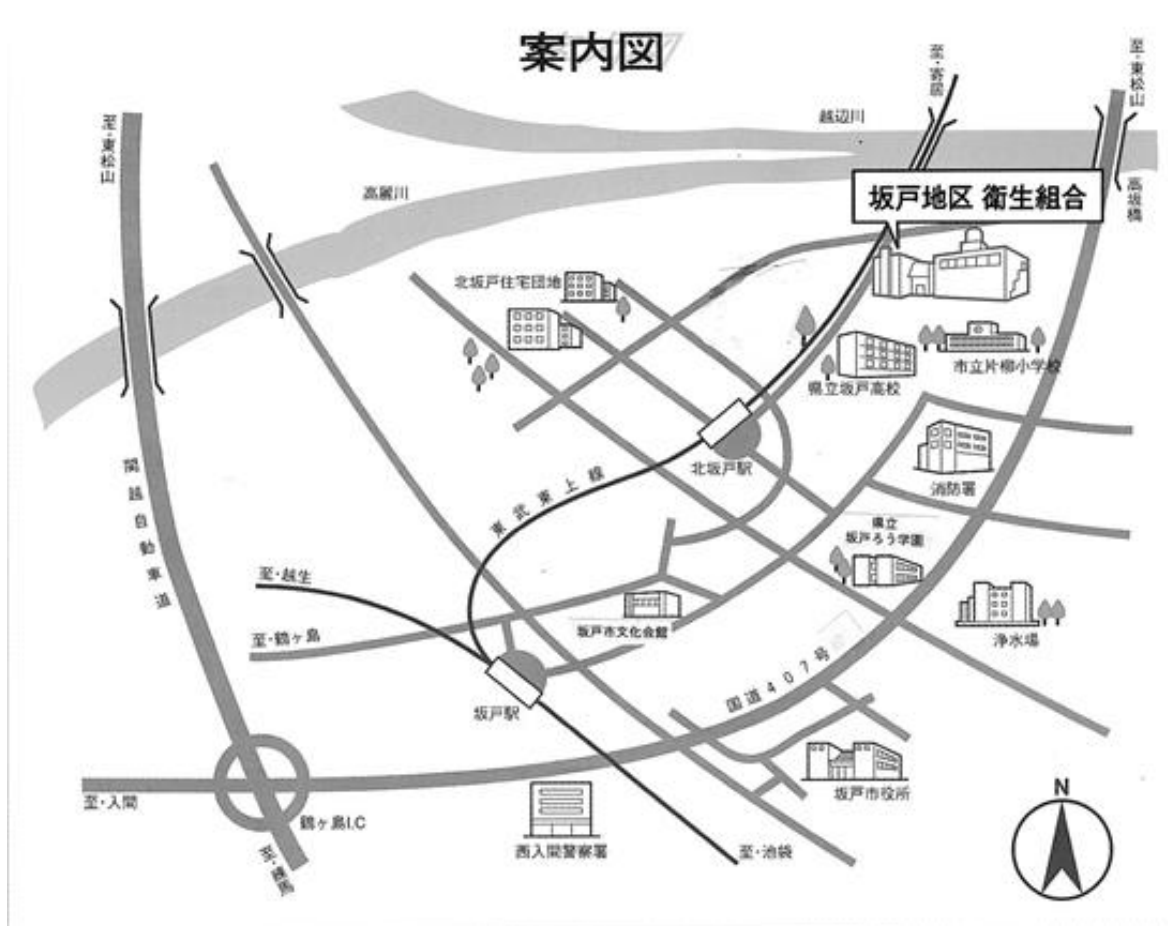 案内図
至・寄居
至・東松山
至・東松山
越辺川
高麗川
高坂橋
坂戸地区 衛生組合
北坂戸住宅団地
市立片柳小学校
県立坂戸高校
北坂戸駅
消防署
東武東上線
関越自動車道
県立
坂戸ろう学園
至・越生
至・鶴ヶ島
坂戸市文化会館
浄水場
坂戸駅
国道407号
坂戸市役所
至・入間
鶴ヶ島I.C
至・練馬
西入間警察署
至・池袋
N